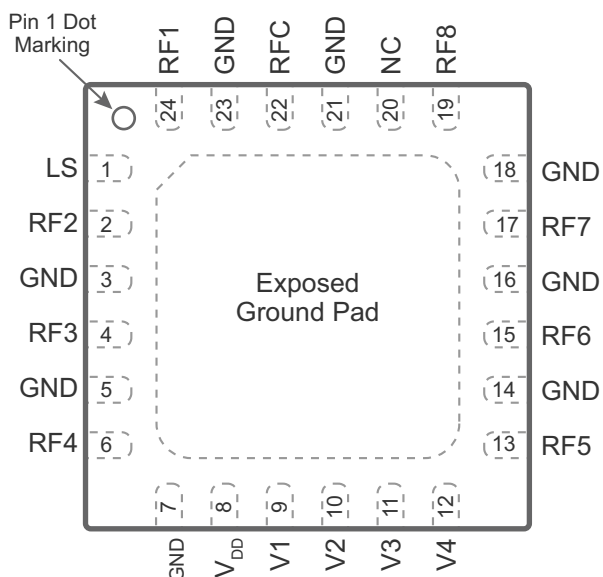 Pin 1 Dot
Marking
RF1
GND
RFC
GND
NC
RF8
24
23
22
21
20
19
LS 1
RF2 2
GND 3
RF3 4
GND 5
RF4 6
18 GND
17 RF7
16 GND
15 RF6
14 GND
13 RF5
Exposed
Ground Pad
7
8
9
10
11
12
GND
VDD
V1
V2
V3
V4